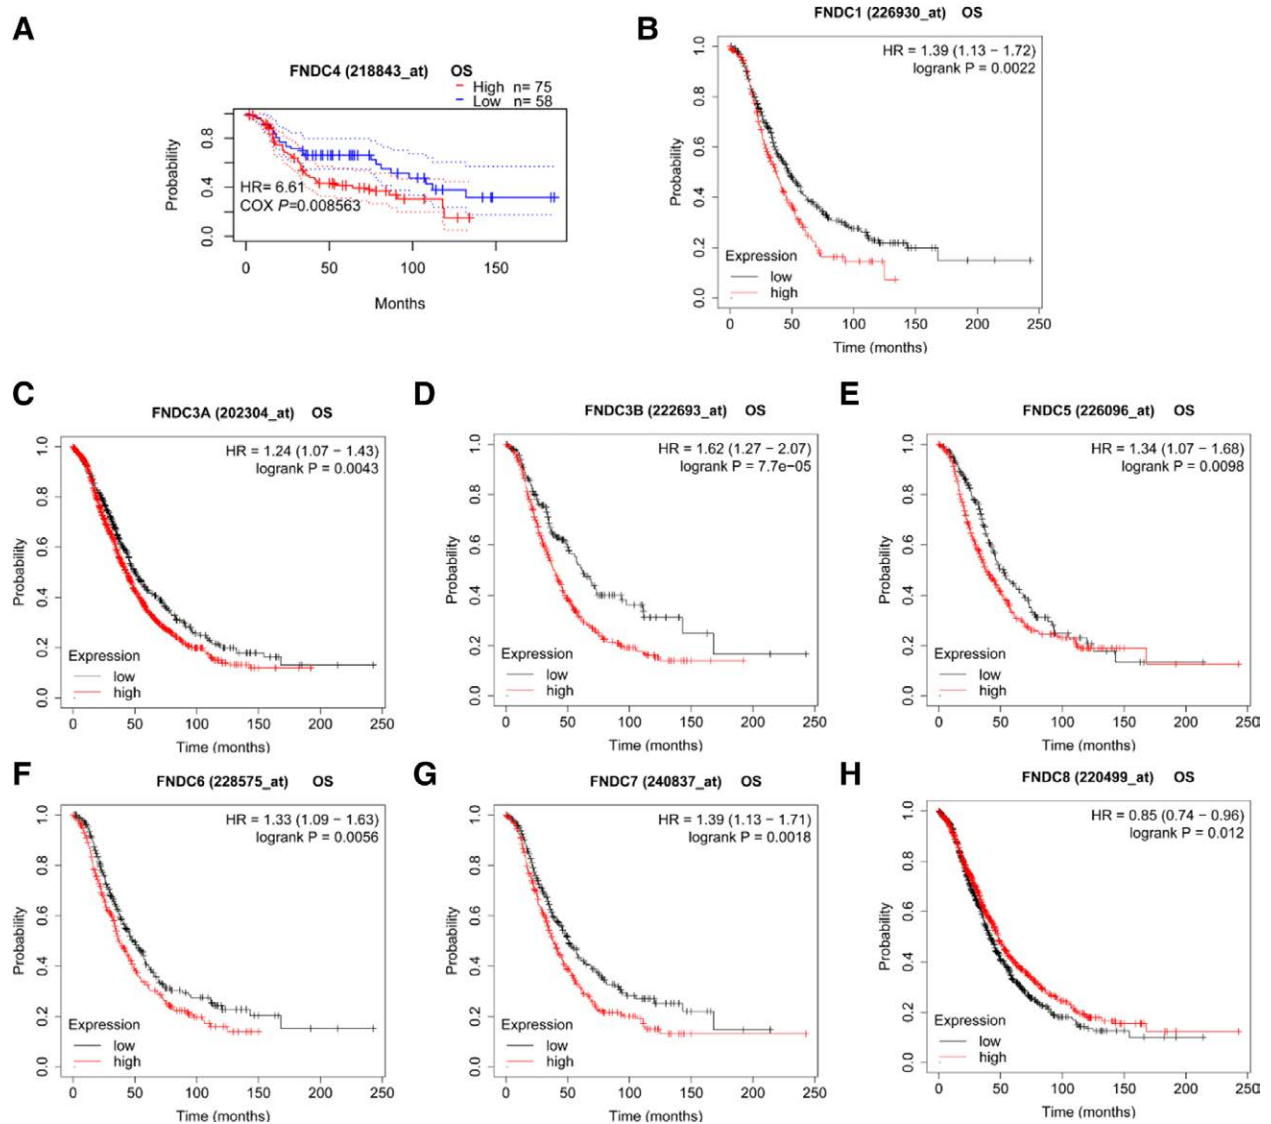 A
FNDC4 (218843_at) OS
High n= 75
Low n= 58
Probability
0.8
0.4
0.0
HR= 6.61
COX P=0.008563
0 50 100 150
Months
B
FNDC1 (226930_at) OS
HR = 1.39 (1.13 − 1.72)
logrank P = 0.0022
Probability
1.0
0.8
0.6
0.4
0.2
0.0
Expression
low
high
0 50 100 150 200 250
Time (months)
C
FNDC3A (202304_at) OS
HR = 1.24 (1.07 − 1.43)
logrank P = 0.0043
Probability
1.0
0.8
0.6
0.4
0.2
0.0
Expression
low
high
0 50 100 150 200 250
Time (months)
D
FNDC3B (222693_at) OS
HR = 1.62 (1.27 − 2.07)
logrank P = 7.7e−05
Probability
1.0
0.8
0.6
0.4
0.2
0.0
Expression
low
high
0 50 100 150 200 250
Time (months)
E
FNDC5 (226096_at) OS
HR = 1.34 (1.07 − 1.68)
logrank P = 0.0098
Probability
1.0
0.8
0.6
0.4
0.2
0.0
Expression
low
high
0 50 100 150 200 250
Time (months)
F
FNDC6 (228575_at) OS
HR = 1.33 (1.09 − 1.63)
logrank P = 0.0056
Probability
1.0
0.8
0.6
0.4
0.2
0.0
Expression
low
high
0 50 100 150 200 250
Time (months)
G
FNDC7 (240837_at) OS
HR = 1.39 (1.13 − 1.71)
logrank P = 0.0018
Probability
1.0
0.8
0.6
0.4
0.2
0.0
Expression
low
high
0 50 100 150 200 250
Time (months)
H
FNDC8 (220499_at) OS
HR = 0.85 (0.74 − 0.96)
logrank P = 0.012
Probability
1.0
0.8
0.6
0.4
0.2
0.0
Expression
low
high
0 50 100 150 200 250
Time (months)